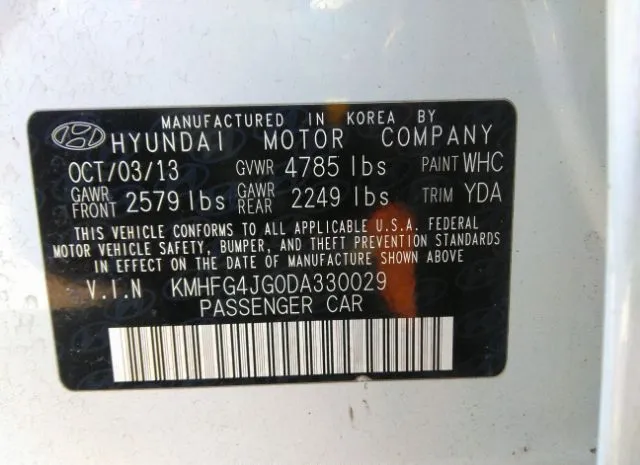 MANUFACTURED IN KOREA BY
HYUNDAI MOTOR COMPANY
OCT/03/13 GVWR 4785 lbs PAINT WHC
GAWR FRONT 2579 lbs GAWR REAR 2249 lbs TRIM YDA
THIS VEHICLE CONFORMS TO ALL APPLICABLE U.S.A. FEDERAL
MOTOR VEHICLE SAFETY, BUMPER, AND THEFT PREVENTION STANDARDS
IN EFFECT ON THE DATE OF MANUFACTURE SHOWN ABOVE
V.I.N KMHFG4JG0DA330029
PASSENGER CAR